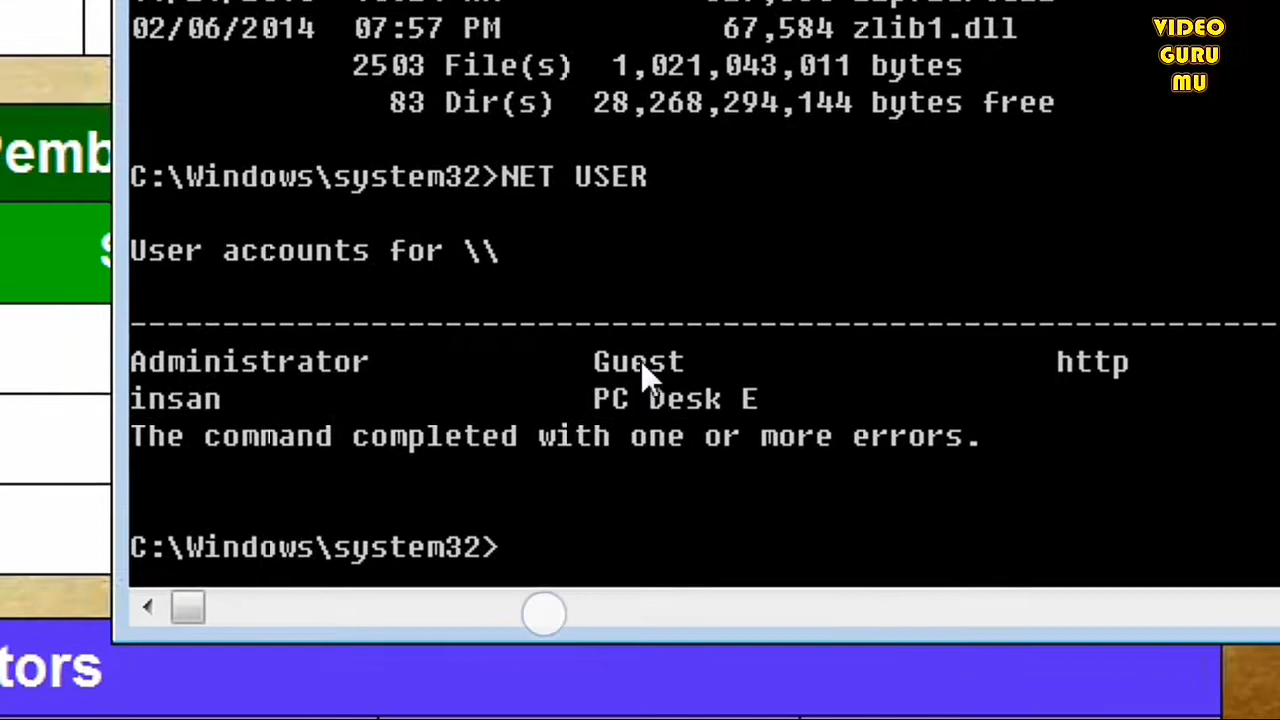 02/06/2014  07:57 PM            67,584 zlib1.dll
2503 File(s)  1,021,043,011 bytes
83 Dir(s)  28,268,294,144 bytes free
C:\Windows\system32>NET USER
User accounts for \\
-------------------------------------------------------------------------------
Administrator            Guest                    http
insan                    PC Desk E
The command completed with one or more errors.
C:\Windows\system32>
VIDEO
GURU
MU
Pemb
S
tors